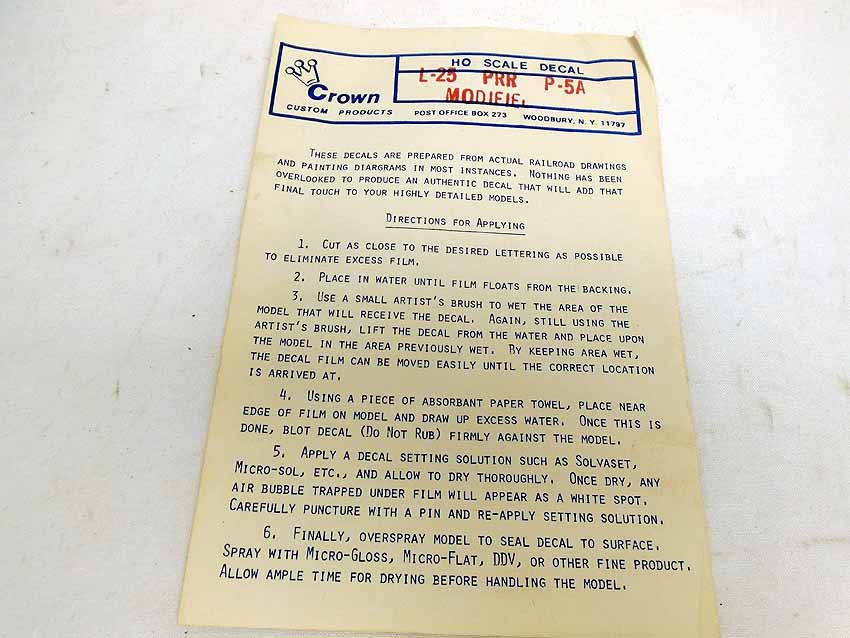 HO SCALE DECAL
L-25 PRR P-5A
MODIFIE
Crown
CUSTOM PRODUCTS POST OFFICE BOX 273 WOODBURY, N. Y. 11797
THESE DECALS ARE PREPARED FROM ACTUAL RAILROAD DRAWINGS
AND PAINTING DIARGRAMS IN MOST INSTANCES. NOTHING HAS BEEN
OVERLOOKED TO PRODUCE AN AUTHENTIC DECAL THAT WILL ADD THAT
FINAL TOUCH TO YOUR HIGHLY DETAILED MODELS.
DIRECTIONS FOR APPLYING
1. CUT AS CLOSE TO THE DESIRED LETTERING AS POSSIBLE
TO ELIMINATE EXCESS FILM.
2. PLACE IN WATER UNTIL FILM FLOATS FROM THE BACKING.
3. USE A SMALL ARTIST'S BRUSH TO WET THE AREA OF THE
MODEL THAT WILL RECEIVE THE DECAL. AGAIN, STILL USING THE
ARTIST'S BRUSH, LIFT THE DECAL FROM THE WATER AND PLACE UPON
THE MODEL IN THE AREA PREVIOUSLY WET. BY KEEPING AREA WET,
THE DECAL FILM CAN BE MOVED EASILY UNTIL THE CORRECT LOCATION
IS ARRIVED AT.
4. USING A PIECE OF ABSORBANT PAPER TOWEL, PLACE NEAR
EDGE OF FILM ON MODEL AND DRAW UP EXCESS WATER. ONCE THIS IS
DONE, BLOT DECAL (DO NOT RUB) FIRMLY AGAINST THE MODEL.
5. APPLY A DECAL SETTING SOLUTION SUCH AS SOLVASET,
MICRO-SOL, ETC., AND ALLOW TO DRY THOROUGHLY. ONCE DRY, ANY
AIR BUBBLE TRAPPED UNDER FILM WILL APPEAR AS A WHITE SPOT.
CAREFULLY PUNCTURE WITH A PIN AND RE-APPLY SETTING SOLUTION.
6. FINALLY, OVERSPRAY MODEL TO SEAL DECAL TO SURFACE.
SPRAY WITH MICRO-GLOSS, MICRO-FLAT, DDV, OR OTHER FINE PRODUCT.
ALLOW AMPLE TIME FOR DRYING BEFORE HANDLING THE MODEL.